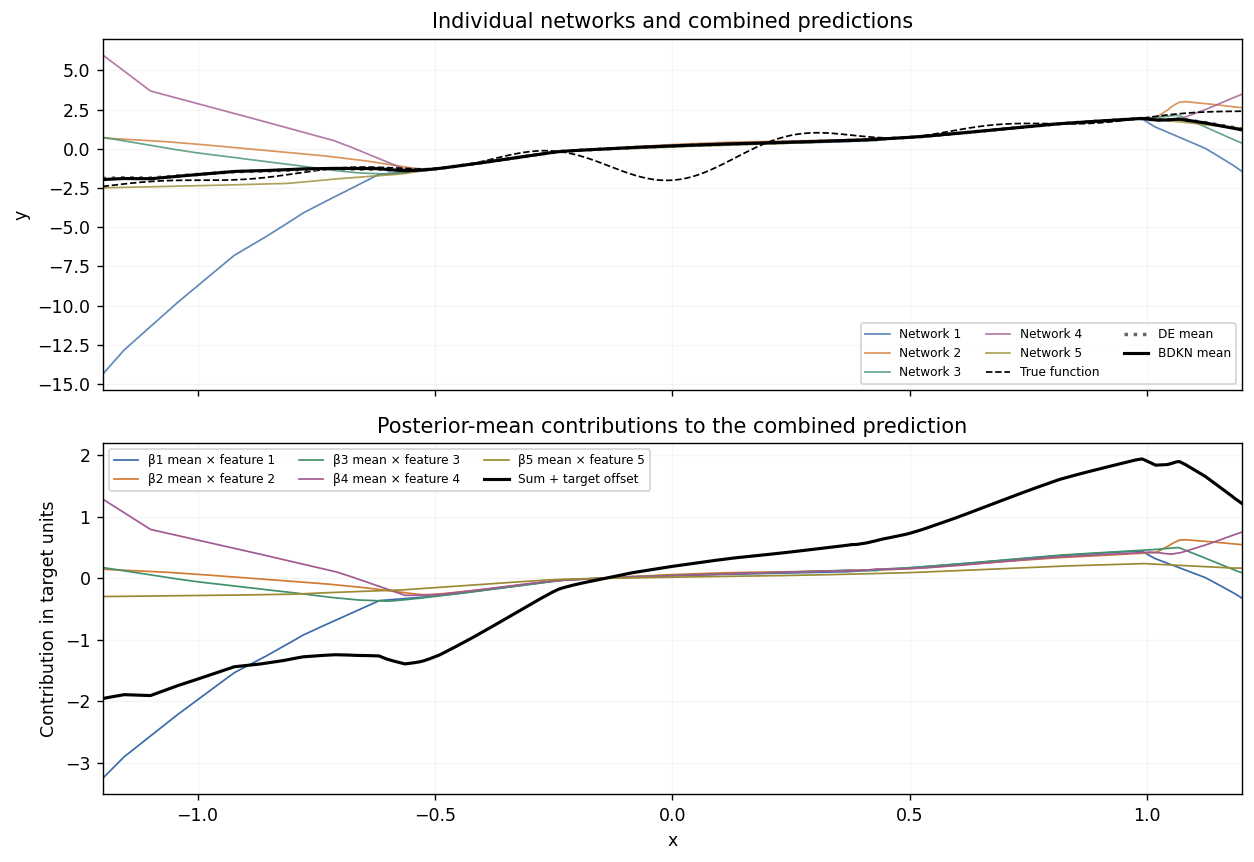 Individual networks and combined predictions
5.0
2.5
0.0
−2.5
−5.0
−7.5
−10.0
−12.5
−15.0
y
Network 1
Network 2
Network 3
Network 4
Network 5
True function
DE mean
BDKN mean
Posterior-mean contributions to the combined prediction
β1 mean × feature 1
β2 mean × feature 2
β3 mean × feature 3
β4 mean × feature 4
β5 mean × feature 5
Sum + target offset
2
1
0
−1
−2
−3
Contribution in target units
−1.0
−0.5
0.0
0.5
1.0
x